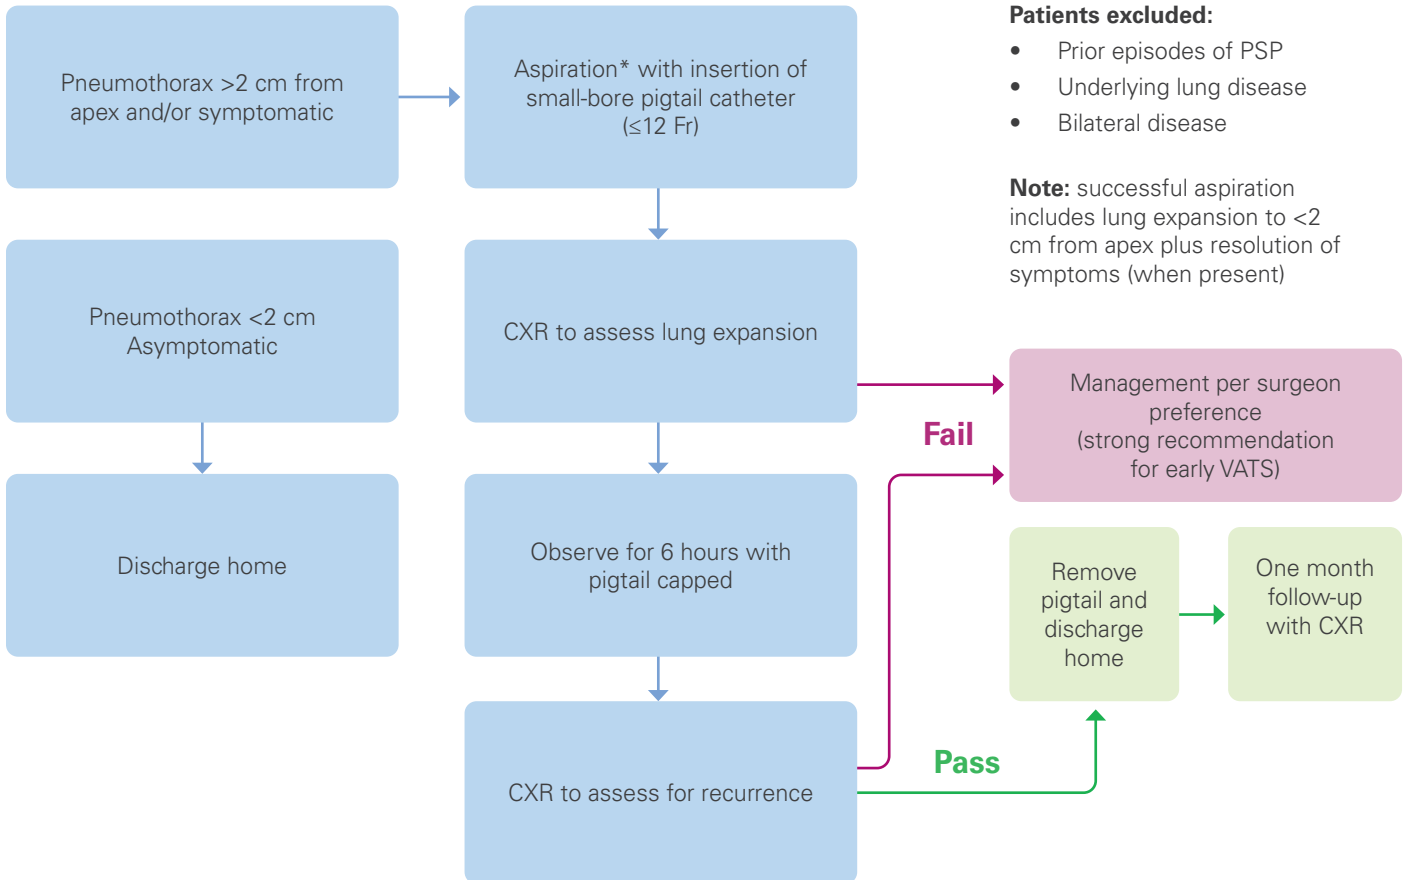 Pneumothorax >2 cm from
apex and/or symptomatic
Aspiration* with insertion of
small-bore pigtail catheter
(≤12 Fr)
Patients excluded:
• Prior episodes of PSP
• Underlying lung disease
• Bilateral disease
Note: successful aspiration
includes lung expansion to <2
cm from apex plus resolution of
symptoms (when present)
Pneumothorax <2 cm
Asymptomatic
CXR to assess lung expansion
Fail
Management per surgeon
preference
(strong recommendation
for early VATS)
Discharge home
Observe for 6 hours with
pigtail capped
Remove
pigtail and
discharge
home
One month
follow-up
with CXR
CXR to assess for recurrence
Pass